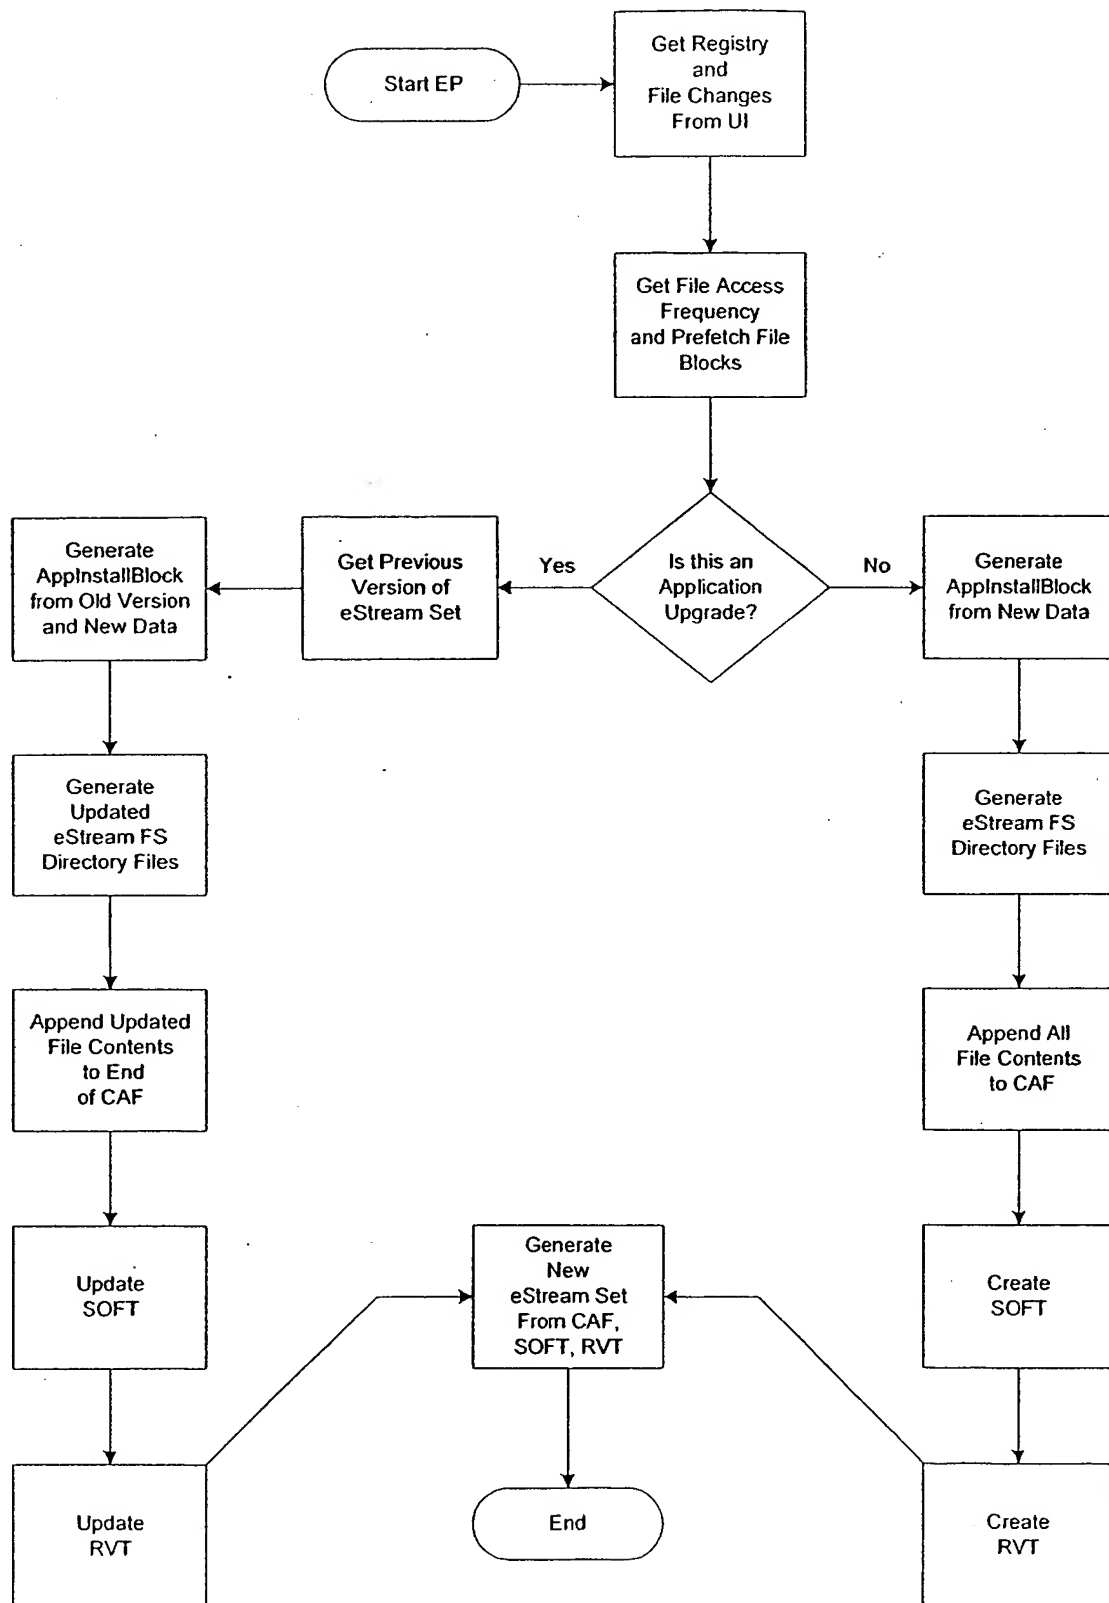 Start EP
Get Registry
and
File Changes
From UI
Get File Access
Frequency
and Prefetch File
Blocks
Is this an
Application
Upgrade?
Yes
No
Get Previous
Version of
eStream Set
Generate
AppInstallBlock
from Old Version
and New Data
Generate
Updated
eStream FS
Directory Files
Append Updated
File Contents
to End
of CAF
Update
SOFT
Update
RVT
Generate
AppInstallBlock
from New Data
Generate
eStream FS
Directory Files
Append All
File Contents
to CAF
Create
SOFT
Create
RVT
Generate
New
eStream Set
From CAF,
SOFT, RVT
End